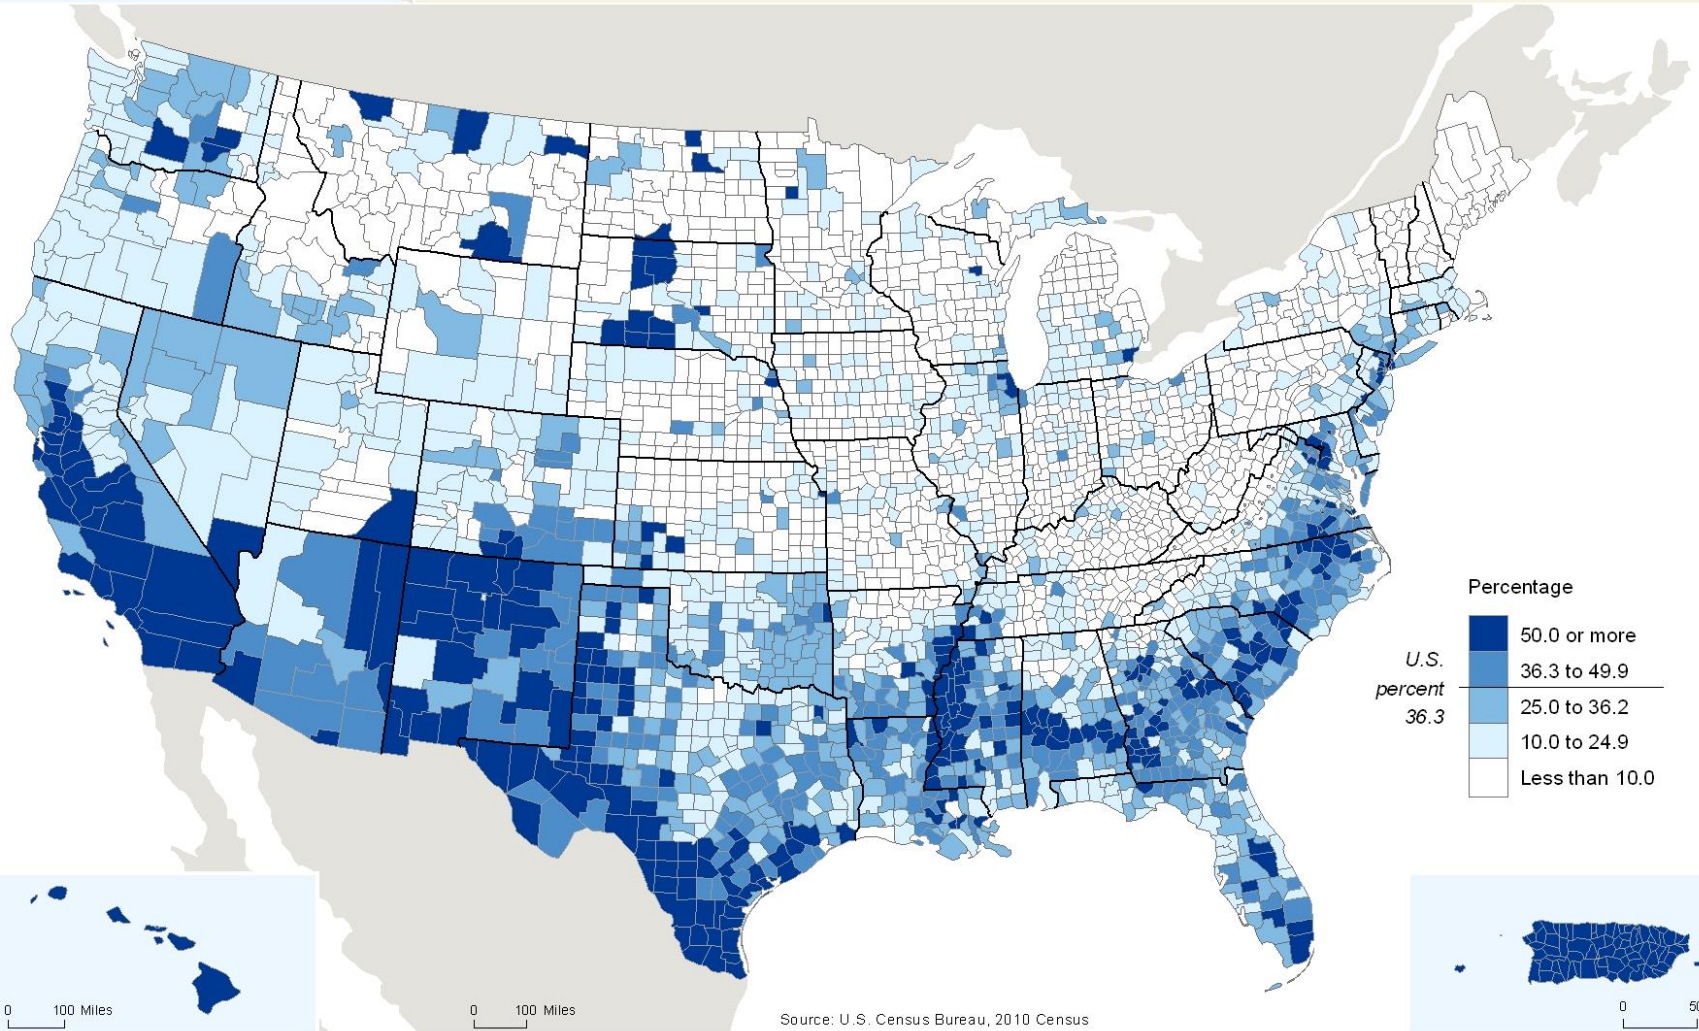 Percentage
50.0 or more
36.3 to 49.9
25.0 to 36.2
10.0 to 24.9
Less than 10.0
U.S.
percent
36.3
0 100 Miles
0 100 Miles
Source: U.S. Census Bureau, 2010 Census
0 50